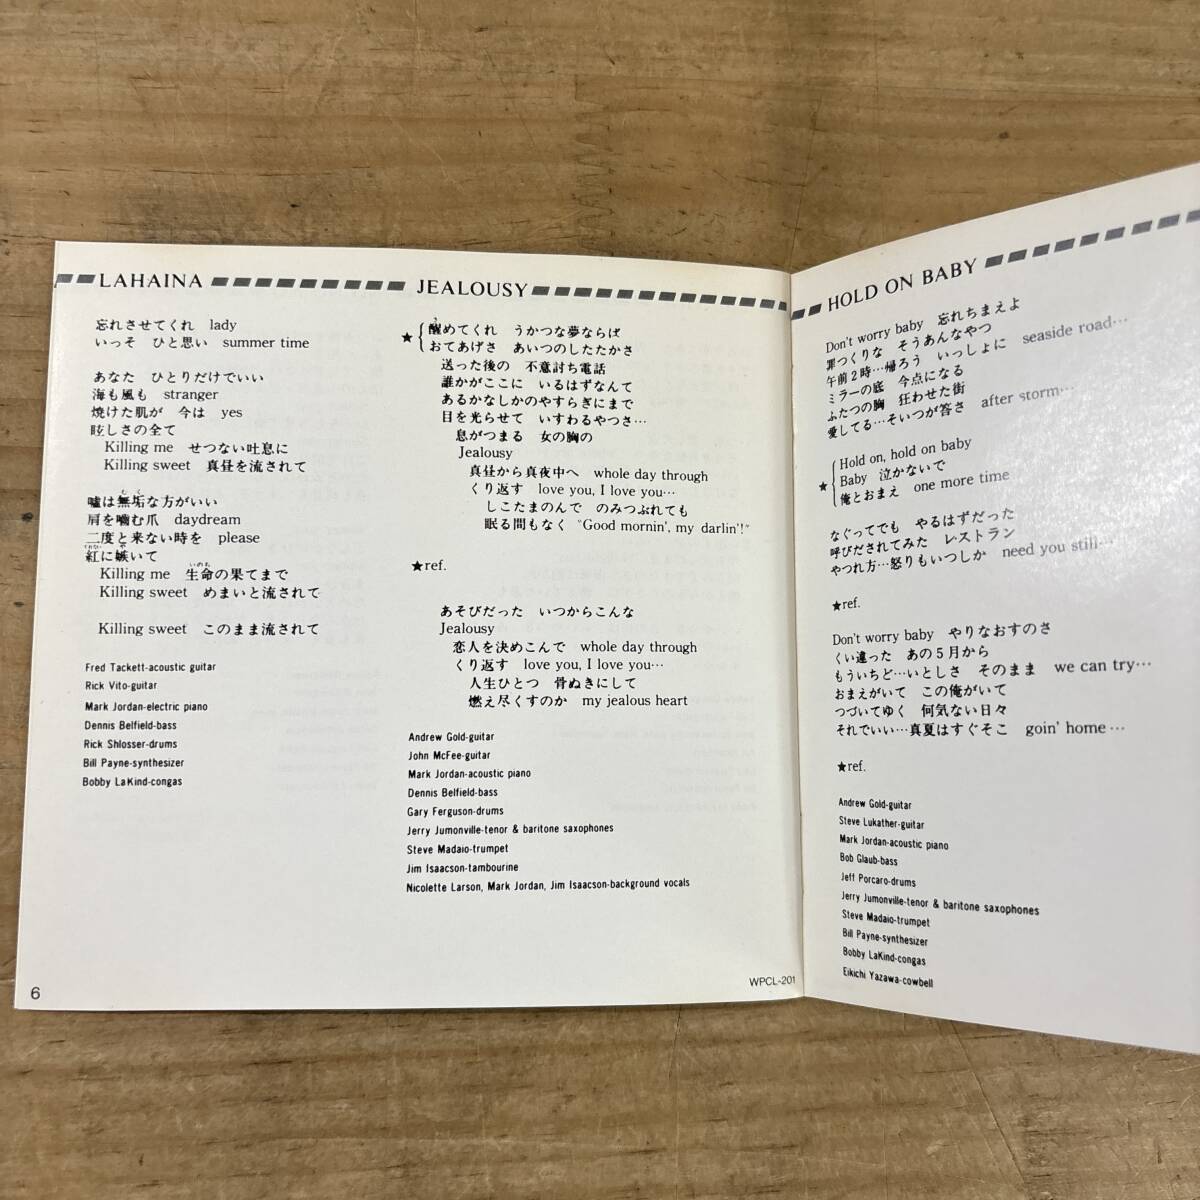 LAHAINA
忘れさせてくれ　lady
いっそ　ひと思い　summer time
あなた　ひとりだけでいい
海も風も　stranger
焼けた肌が　今は　yes
眩しさの全て
Killing me　せつない吐息に
Killing sweet　真昼を流されて
嘘は無垢な方がいい
肩を噛む爪　daydream
二度と来ない時を　please
紅に嫉いて
Killing me　生命の果てまで
Killing sweet　めまいと流されて
Killing sweet　このまま流されて
Fred Tackett-acoustic guitar
Rick Vito-guitar
Mark Jordan-electric piano
Dennis Belfield-bass
Rick Shlosser-drums
Bill Payne-synthesizer
Bobby LaKind-congas
6
JEALOUSY
★醒めてくれ　うかつな夢ならば
おてあげさ　あいつのしたたかさ
送った後の　不意討ち電話
誰かがここに　いるはずなんて
あるかなしかのやすらぎにまで
目を光らせて　いすわるやつさ…
息がつまる　女の胸の
Jealousy
真昼から真夜中へ　whole day through
くり返す　love you, I love you…
しこたまのんで　のみつぶれても
眠る間もなく　"Good mornin', my darlin'!"
★ref.
あそびだった　いつからこんな
Jealousy
恋人を決めこんで　whole day through
くり返す　love you, I love you…
人生ひとつ　骨ぬきにして
燃え尽くすのか　my jealous heart
Andrew Gold-guitar
John McFee-guitar
Mark Jordan-acoustic piano
Dennis Belfield-bass
Gary Ferguson-drums
Jerry Jumonville-tenor & baritone saxophones
Steve Madaio-trumpet
Jim Isaacson-tambourine
Nicolette Larson, Mark Jordan, Jim Isaacson-background vocals
WPCL-201
HOLD ON BABY
Don't worry baby　忘れちまえよ
罪つくりな　そうあんなやつ
午前2時…帰ろう　いっしょに　seaside road…
ミラーの底　今点になる
ふたつの胸　狂わせた街
愛してる…そいつが答さ　after storm…
★Hold on, hold on baby
Baby　泣かないで
俺とおまえ　one more time
なぐってでも　やるはずだった
呼びだされてみた　レストラン
やつれ方…怒りもいつしか　need you still…
★ref.
Don't worry baby　やりなおすのさ
くい違った　あの5月から
もういちど…いとしさ　そのまま　we can try…
おまえがいて　この俺がいて
つづいてゆく　何気ない日々
それでいい…真夏はすぐそこ　goin' home…
★ref.
Andrew Gold-guitar
Steve Lukather-guitar
Mark Jordan-acoustic piano
Bob Glaub-bass
Jeff Porcaro-drums
Jerry Jumonville-tenor & baritone saxophones
Steve Madaio-trumpet
Bill Payne-synthesizer
Bobby LaKind-congas
Eikichi Yazawa-cowbell